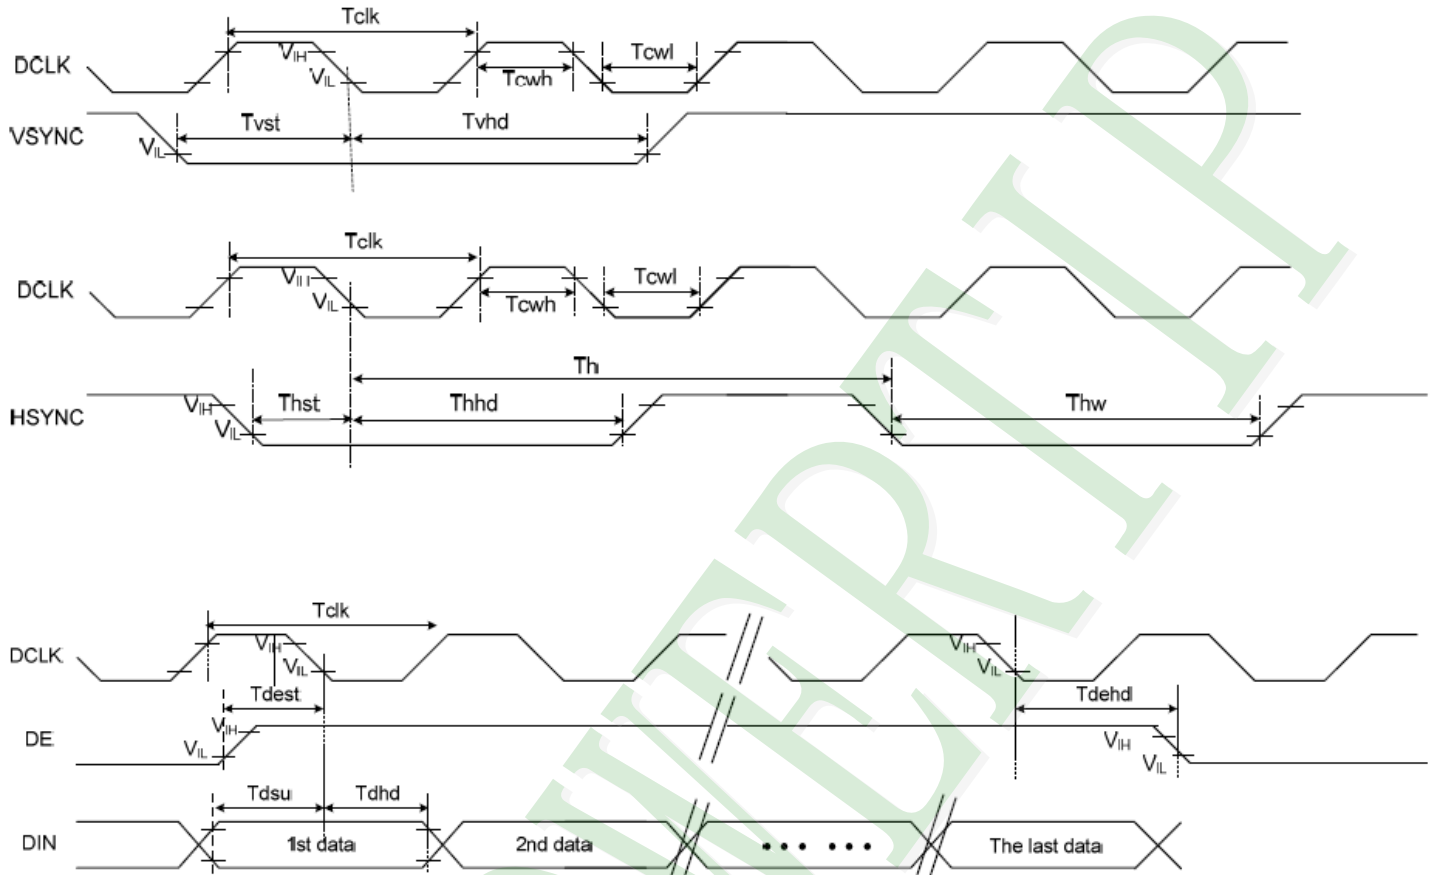 Tclk
DCLK VIH VIL Tcwh Tcwl
VSYNC VIL Tvst Tvhd
Tclk
DCLK VIH VIL Tcwh Tcwl
Th
HSYNC VIH VIL Thst Thhd Thw
Tclk
DCLK VIH VIL VIH VIL
Tdest Tdehd
DE VIH VIL VIH VIL
Tdsu Tdhd
DIN 1st data 2nd data • • • • • • The last data
WERTIP